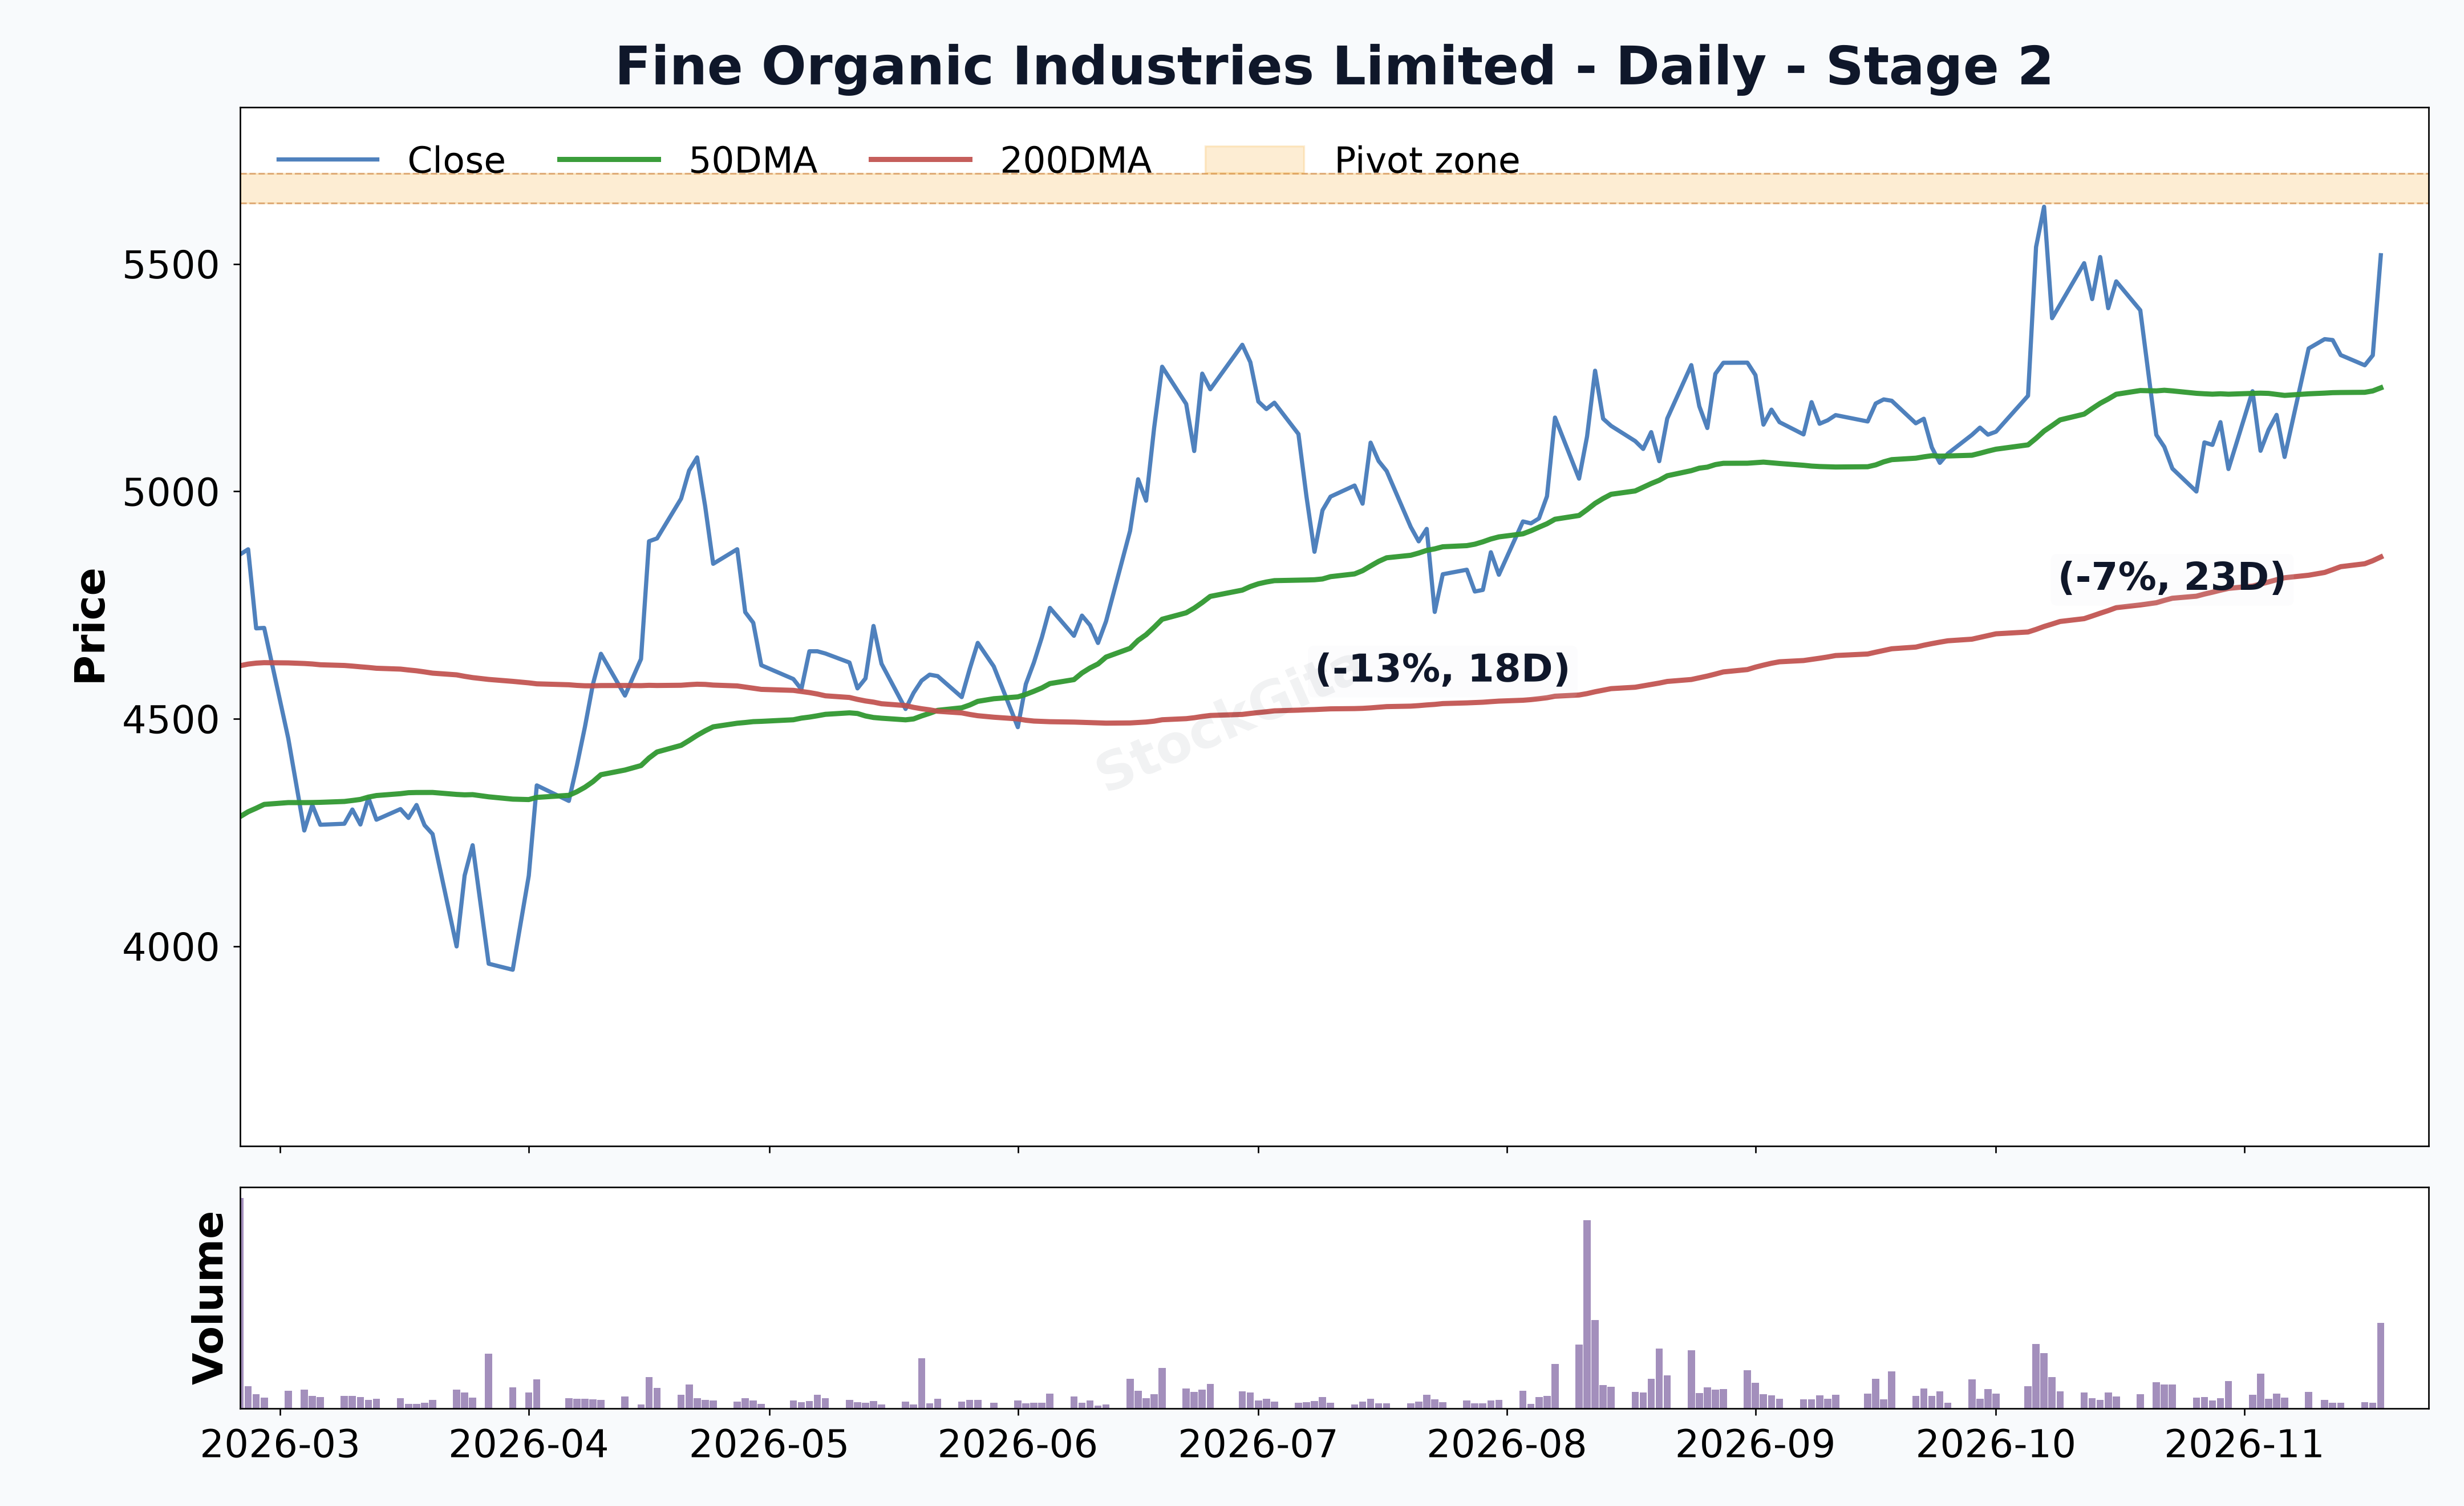 Fine Organic Industries Limited - Daily - Stage 2
Close 50DMA 200DMA Pivot zone
Price
5500
5000
4500
4000
(-7%, 23D)
(-13%, 18D)
Volume
2026-03 2026-04 2026-05 2026-06 2026-07 2026-08 2026-09 2026-10 2026-11